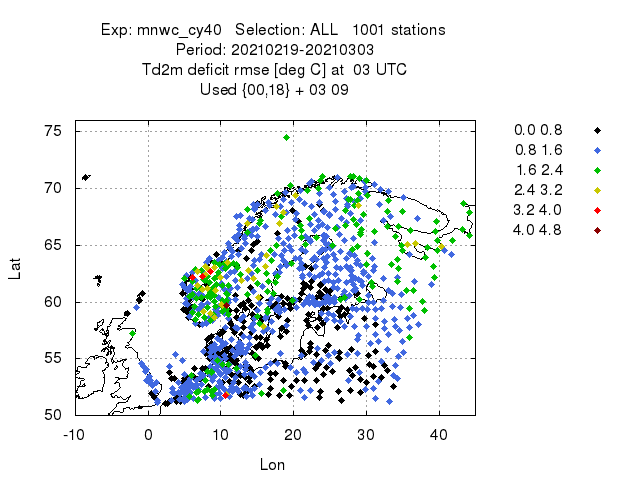 Exp: mnwc_cy40   Selection: ALL   1001 stations
Period: 20210219-20210303
Td2m deficit rmse [deg C] at  03 UTC
Used {00,18} + 03 09
0.0 0.8
0.8 1.6
1.6 2.4
2.4 3.2
3.2 4.0
4.0 4.8
75
70
65
60
55
50
Lat
-10 0 10 20 30 40
Lon